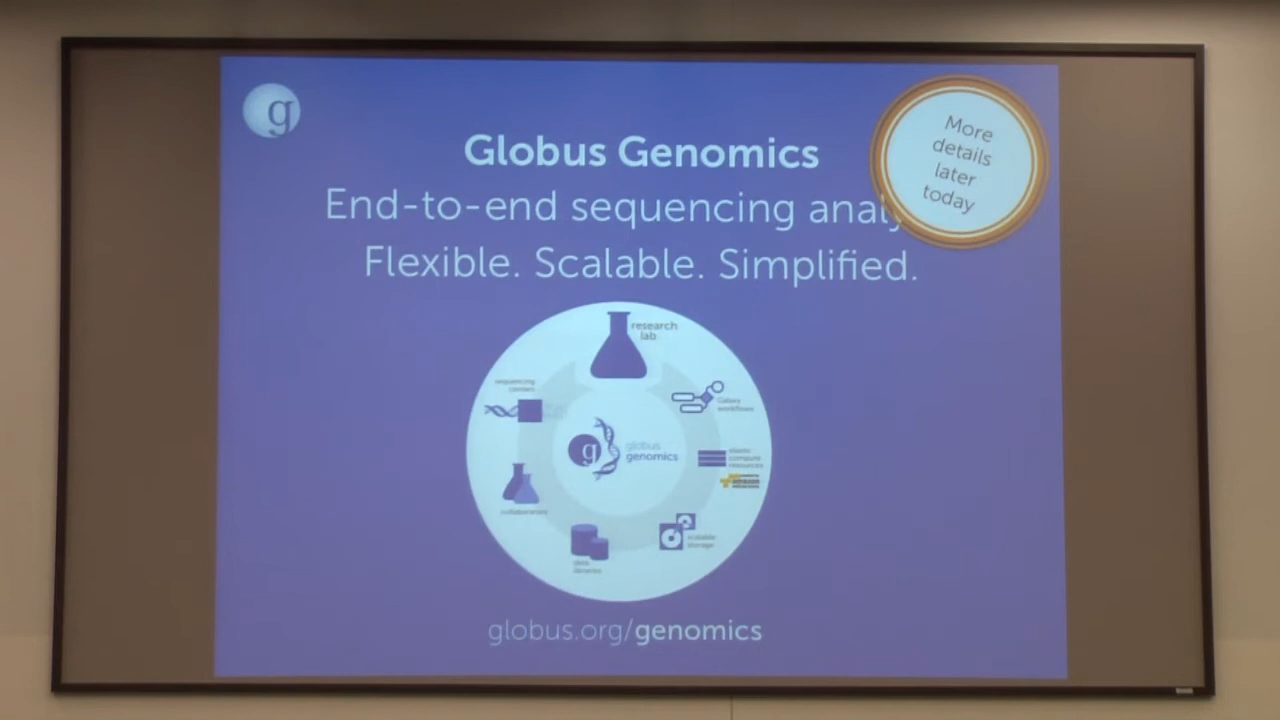 g
Globus Genomics
More
details
later
today
End-to-end sequencing analy
Flexible. Scalable. Simplified.
research
lab
sequencing
centers
Galaxy
workflows
globus
genomics
g
elastic
compute
resources
amazon
collaborators
scalable
storage
data
libraries
globus.org/genomics